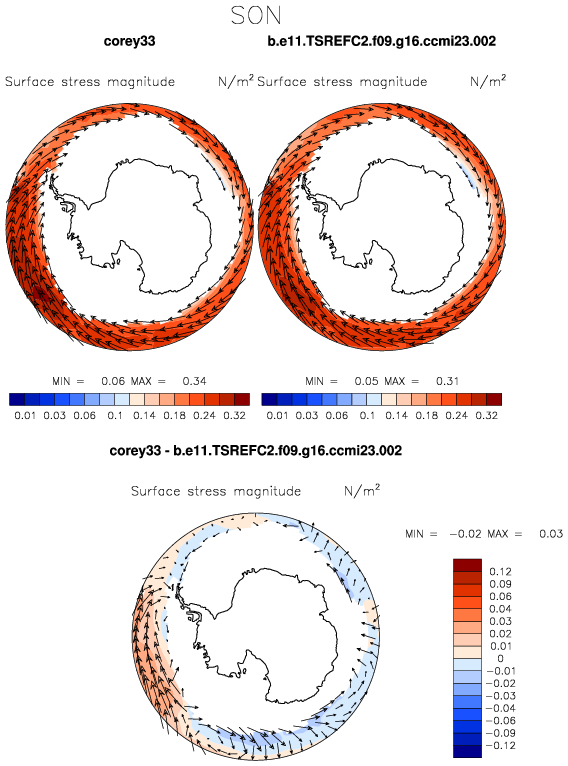 SON
corey33 b.e11.TSREFC2.f09.g16.ccmi23.002
Surface stress magnitude N/m² Surface stress magnitude N/m²
MIN = 0.06 MAX = 0.34 MIN = 0.05 MAX = 0.31
0.01 0.03 0.06 0.1 0.14 0.18 0.24 0.32 0.01 0.03 0.06 0.1 0.14 0.18 0.24 0.32
corey33 - b.e11.TSREFC2.f09.g16.ccmi23.002
Surface stress magnitude N/m²
MIN = -0.02 MAX = 0.03
0.12
0.09
0.06
0.04
0.03
0.02
0.01
0
-0.01
-0.02
-0.03
-0.04
-0.06
-0.09
-0.12